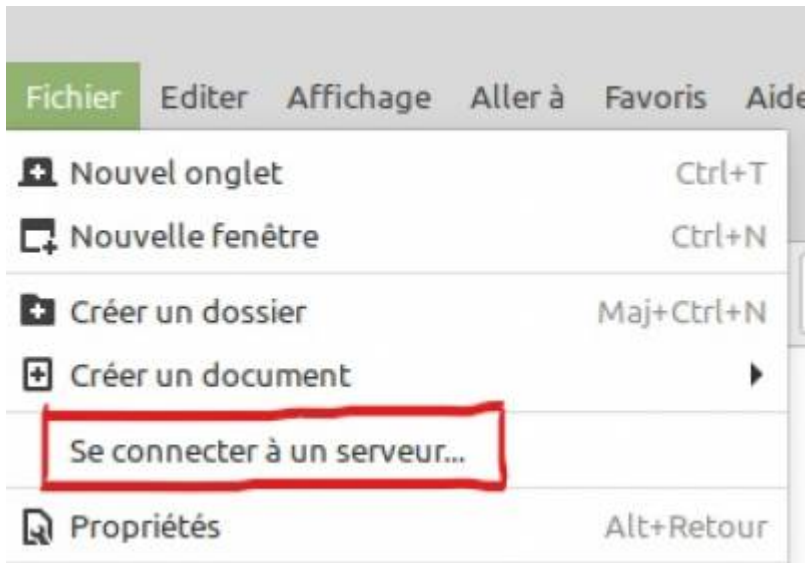 Fichier Editer Affichage Aller à Favoris Aide
Nouvel onglet Ctrl+T
Nouvelle fenêtre Ctrl+N
Créer un dossier Maj+Ctrl+N
Créer un document
Se connecter à un serveur...
Propriétés Alt+Retour